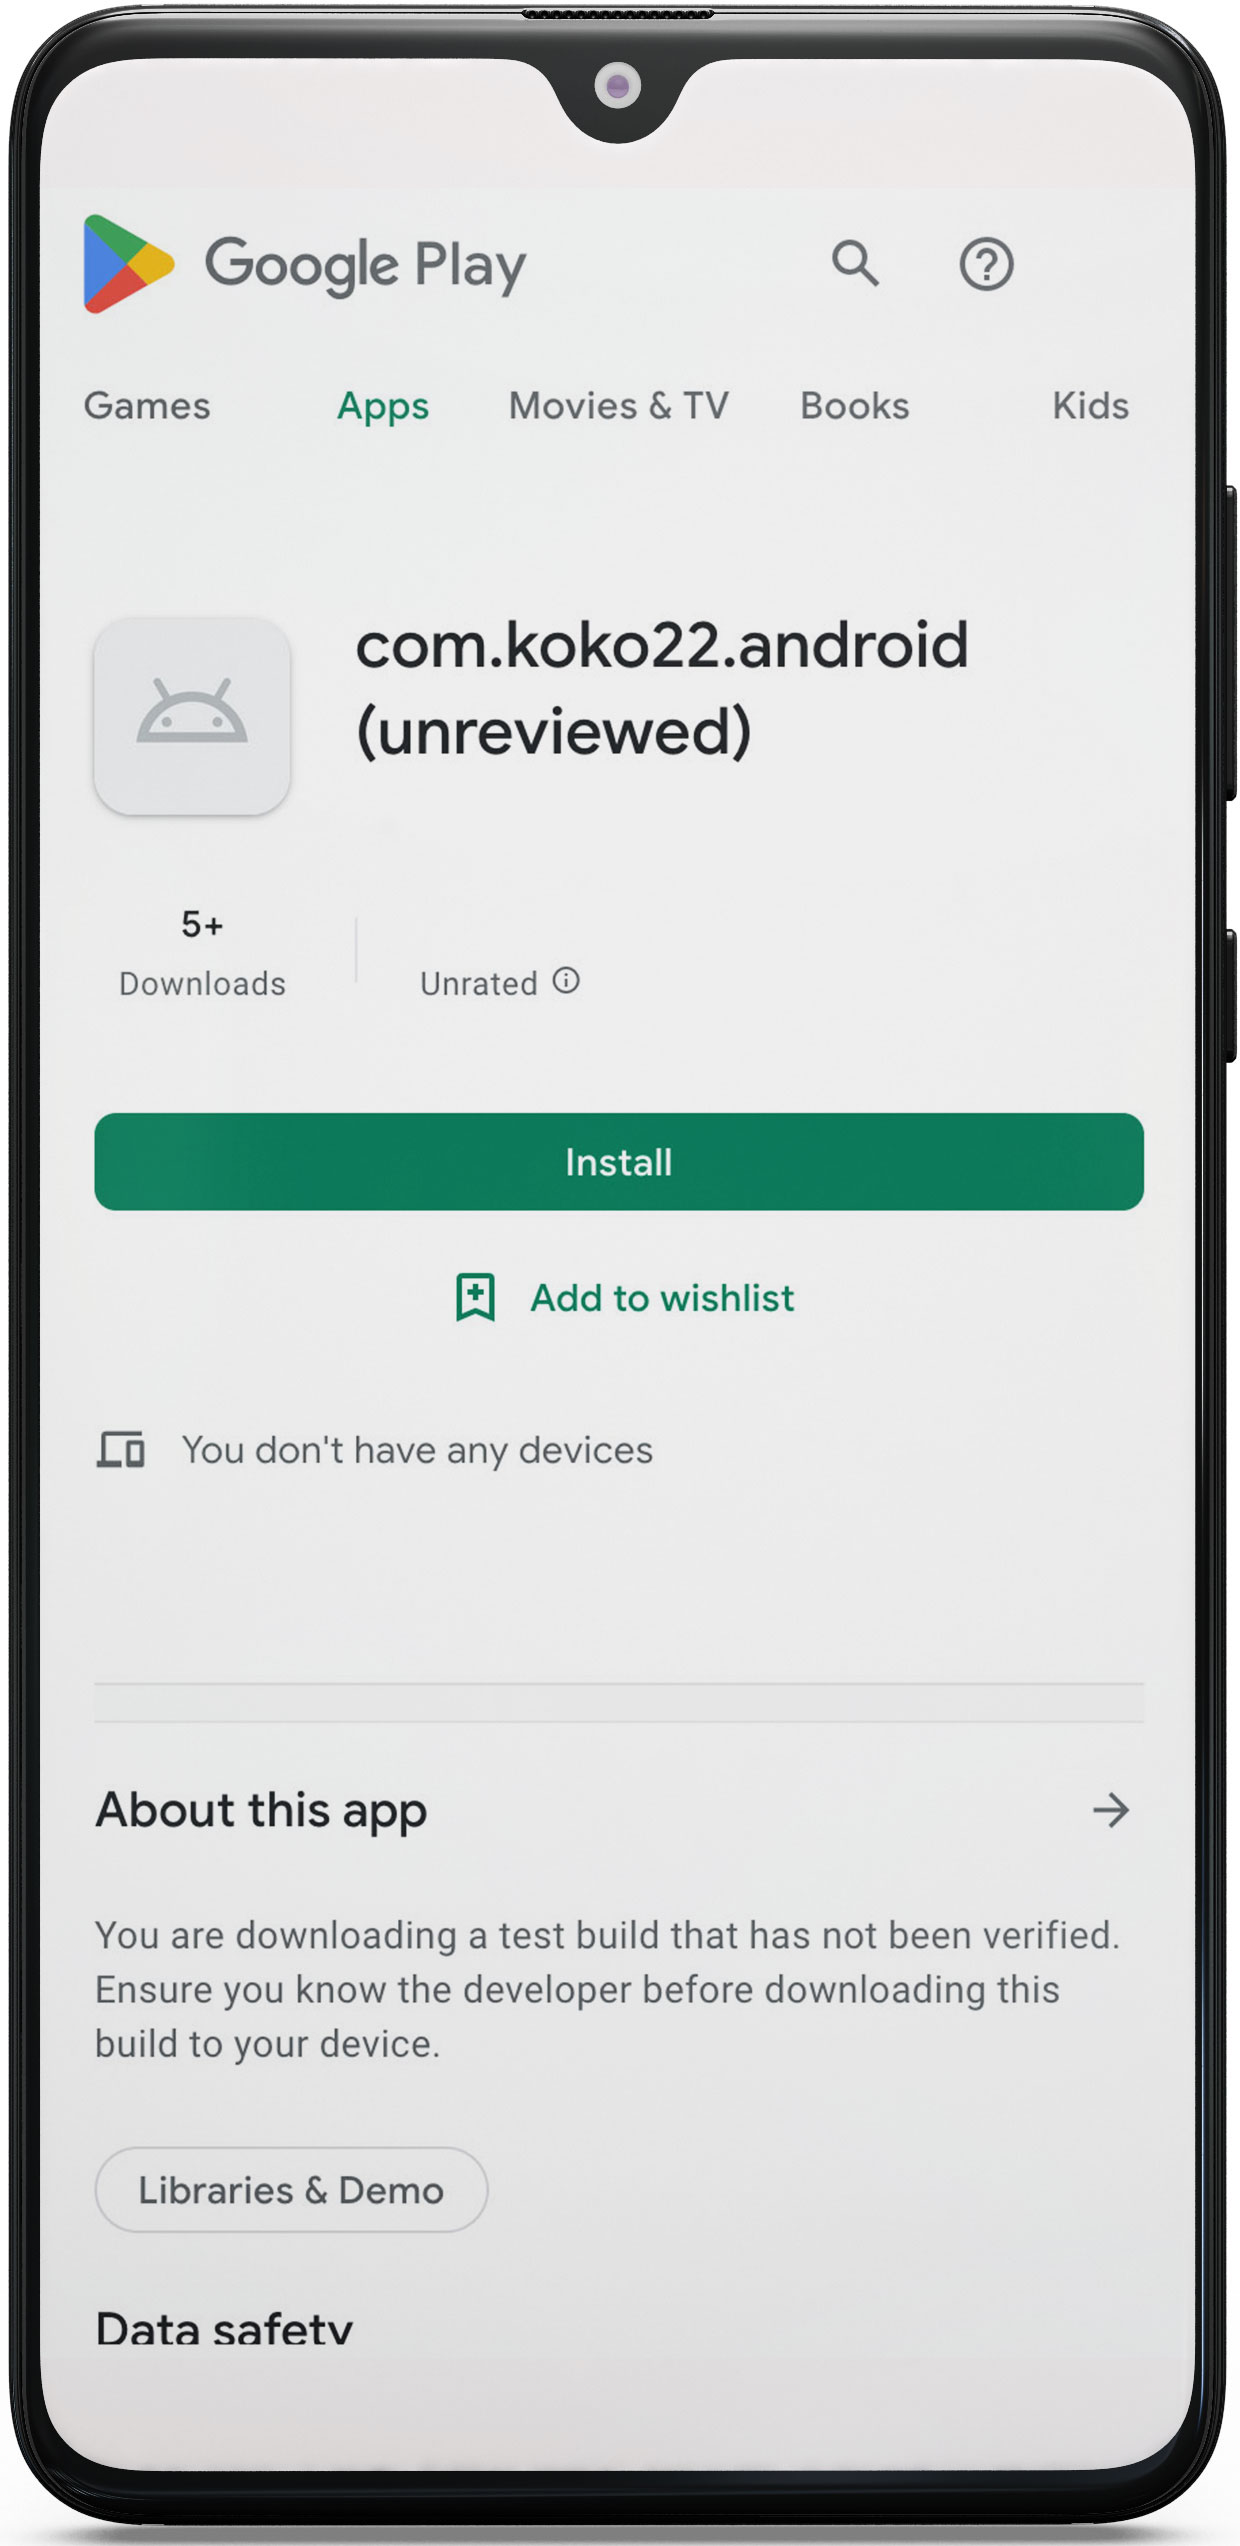 Google Play
Games Apps Movies & TV Books Kids
com.koko22.android
(unreviewed)
5+
Downloads
Unrated
Install
Add to wishlist
You don't have any devices
About this app
You are downloading a test build that has not been verified.
Ensure you know the developer before downloading this
build to your device.
Libraries & Demo
Data safety